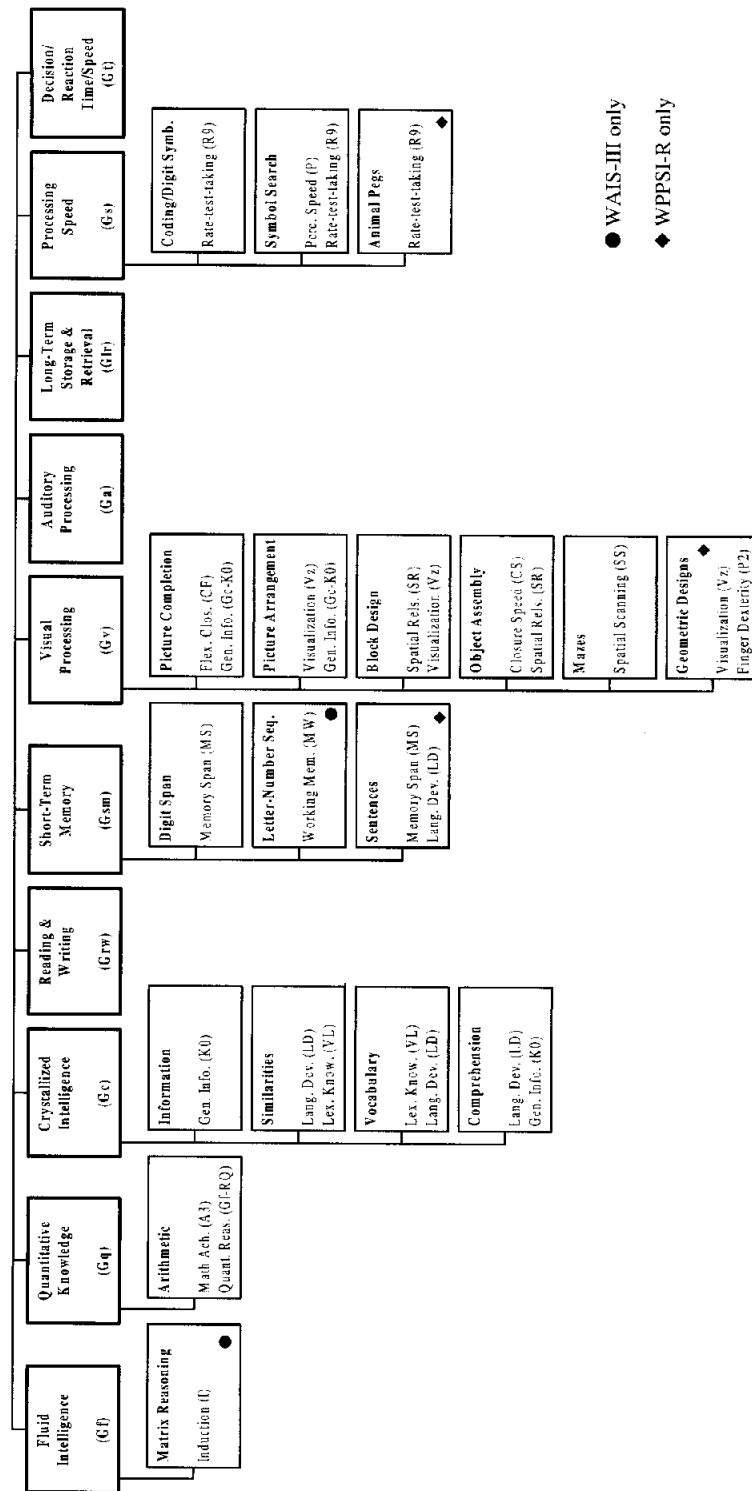 Fluid
Intelligence
(Gf)
Quantitative
Knowledge
(Gq)
Crystallized
Intelligence
(Gc)
Reading &
Writing
(Grw)
Short-Term
Memory
(Gsm)
Visual
Processing
(Gv)
Auditory
Processing
(Ga)
Long-Term
Storage &
Retrieval
(Glr)
Processing
Speed
(Gs)
Decision/
Reaction
Time/Speed
(Gt)
Matrix Reasoning
Induction (I)
●
Arithmetic
Math Ach. (A3)
Quant. Reas. (Gf-RQ)
Information
Gen. Info. (K0)
Similarities
Lang. Dev. (LD)
Lex. Know. (VL)
Vocabulary
Lex. Know. (VL)
Lang. Dev. (LD)
Comprehension
Lang. Dev. (LD)
Gen. Info. (K0)
Digit Span
Memory Span (MS)
Letter-Number Seq.
Working Mem. (MW)
●
Sentences
Memory Span (MS)
Lang. Dev. (LD)
◆
Picture Completion
Flex. Clos. (CF)
Gen. Info. (Gc-K0)
Picture Arrangement
Visualization (Vz)
Gen. Info. (Gc-K0)
Block Design
Spatial Rels. (SR)
Visualization (Vz)
Object Assembly
Closure Speed (CS)
Spatial Rels. (SR)
Mazes
Spatial Scanning (SS)
Geometric Designs
◆
Visualization (Vz)
Finger Dexterity (P2)
Coding/Digit Symb.
Rate-test-taking (R9)
Symbol Search
Perc. Speed (P)
Rate-test-taking (R9)
Animal Pegs
Rate-test-taking (R9)
◆
● WAIS-III only
◆ WPPSI-R only